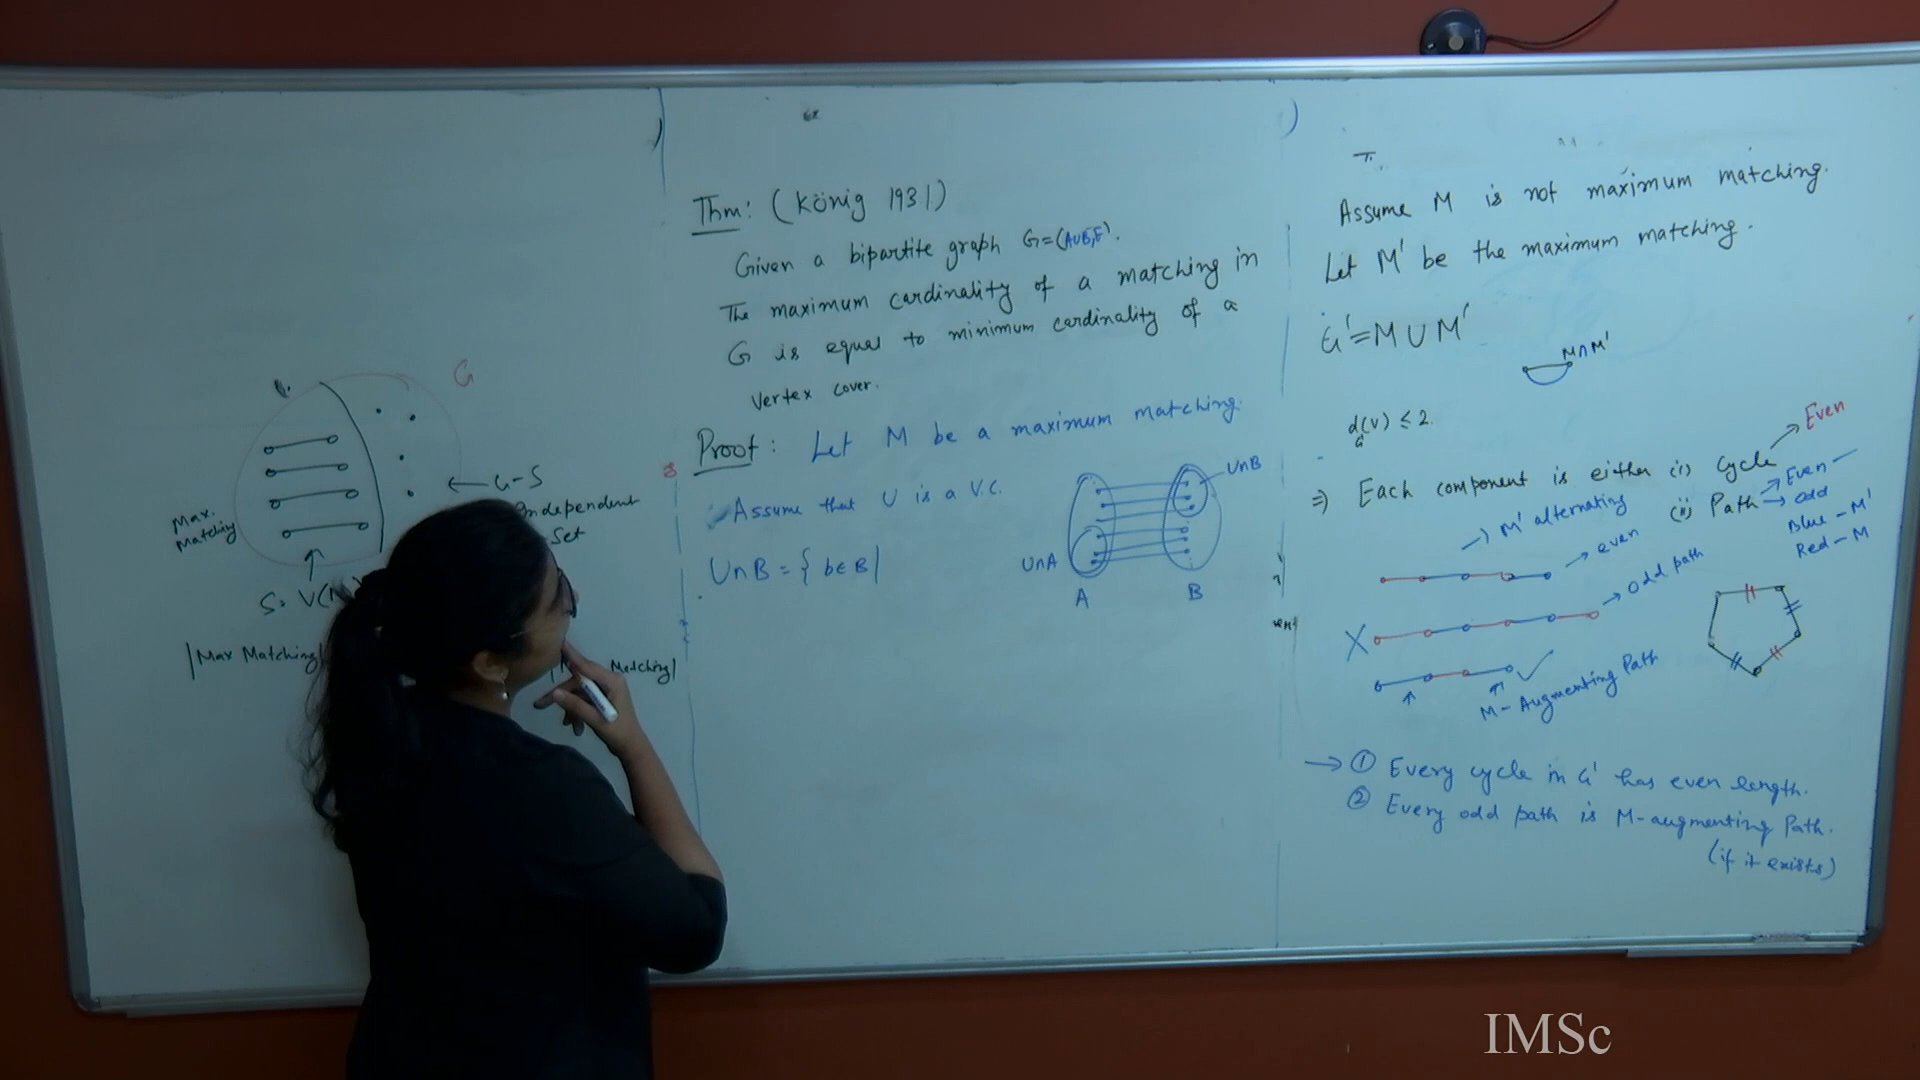 G
Max.
Matching
← G-S
Independent
Set
|Max Matching|
Matching|
Thm: (König 1931)
Given a bipartite graph G=(A∪B,E).
The maximum cardinality of a matching in
G is equal to minimum cardinality of a
vertex cover.
Proof: Let M be a maximum matching.
Assume that U is a V.C.
U∩B = { b∈B |
U∩B
U∩A
A
B
Assume M is not maximum matching.
Let M' be the maximum matching.
G' = M ∪ M'
M∩M'
d(v) ≤ 2.
G
⇒ Each component is either (i) Cycle → Even
(ii) Path → Even
→ odd
Blue - M'
Red - M
→ M' alternating
→ even
→ odd path
X
M-Augmenting Path
→ ① Every cycle in G' has even length.
② Every odd path is M-augmenting Path.
(if it exists)
IMSc